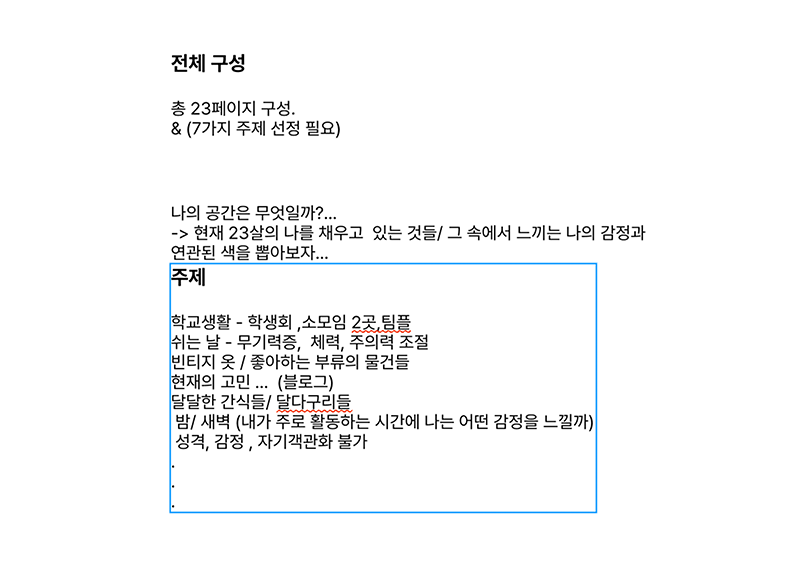 전체 구성
총 23페이지 구성.
& (7가지 주제 선정 필요)
나의 공간은 무엇일까?...
-> 현재 23살의 나를 채우고  있는 것들/ 그 속에서 느끼는 나의 감정과
연관된 색을 뽑아보자...
주제
학교생활 - 학생회 ,소모임 2곳,팀플
쉬는 날 - 무기력증,  체력, 주의력 조절
빈티지 옷 / 좋아하는 부류의 물건들
현재의 고민 ...  (블로그)
달달한 간식들/ 달다구리들
밤/ 새벽 (내가 주로 활동하는 시간에 나는 어떤 감정을 느낄까)
성격, 감정 , 자기객관화 불가
.
.
.